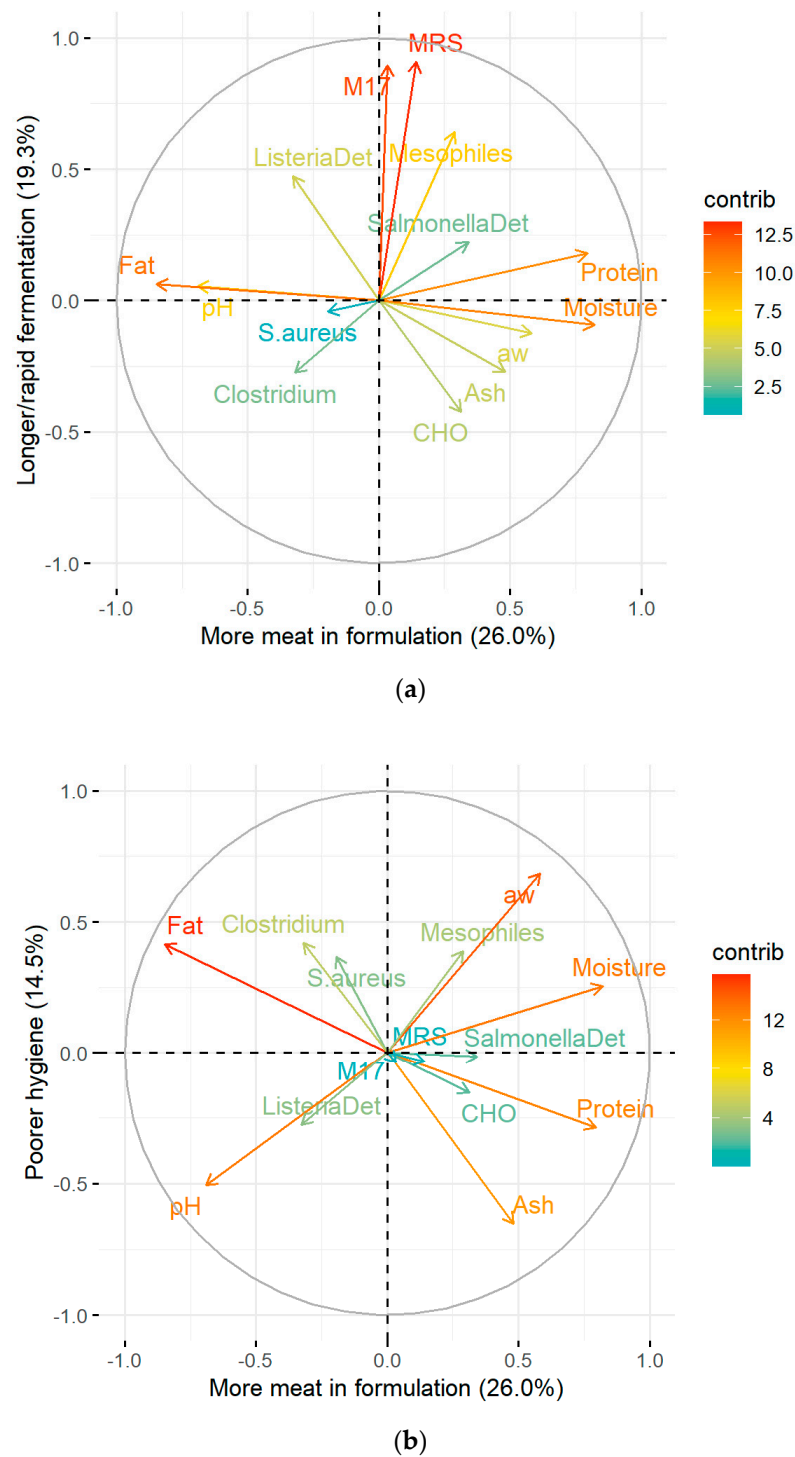 1.0
0.5
0.0
-0.5
-1.0
Longer/rapid fermentation (19.3%)
MRS
M17
Mesophiles
ListeriaDet
SalmonellaDet
Fat
pH
Protein
Moisture
S.aureus
aw
Clostridium
Ash
CHO
-1.0 -0.5 0.0 0.5 1.0
More meat in formulation (26.0%)
contrib
12.5
10.0
7.5
5.0
2.5
(a)
1.0
0.5
0.0
-0.5
-1.0
Poorer hygiene (14.5%)
aw
Fat
Clostridium
Mesophiles
S.aureus
Moisture
MRS
SalmonellaDet
M17
ListeriaDet
CHO
Protein
pH
Ash
-1.0 -0.5 0.0 0.5 1.0
More meat in formulation (26.0%)
contrib
12
8
4
(b)